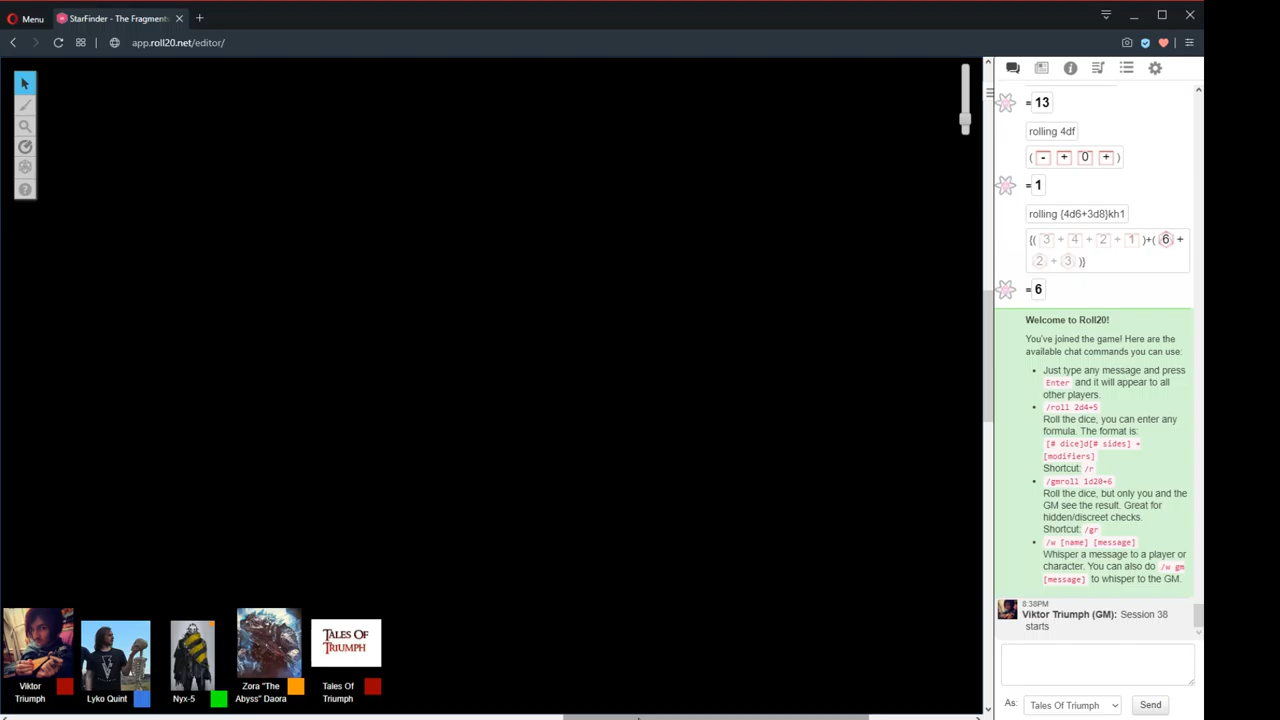 Menu
StarFinder - The Fragment
app.roll20.net/editor/
= 13
rolling 4df
( - + 0 + )
= 1
rolling {4d6+3d8}kh1
{( 3 + 4 + 2 + 1 )+( 6 +
2 + 3 )}
= 6
Welcome to Roll20!
You've joined the game! Here are the
available chat commands you can use:
• Just type any message and press
Enter and it will appear to all
other players.
• /roll 2d4+5
Roll the dice, you can enter any
formula. The format is:
[# dice]d[# sides] +
[modifiers]
Shortcut: /r
• /gmroll 1d20+6
Roll the dice, but only you and the
GM see the result. Great for
hidden/discreet checks.
Shortcut: /gr
• /w [name] [message]
Whisper a message to a player or
character. You can also do /w gm
[message] to whisper to the GM.
8:38PM
Viktor Triumph (GM): Session 38
starts
As: Tales Of Triumph Send
TALES OF
TRIUMPH
Viktor
Triumph
Lyko Quint
Nyx-5
Zora "The
Abyss" Daora
Tales Of
Triumph